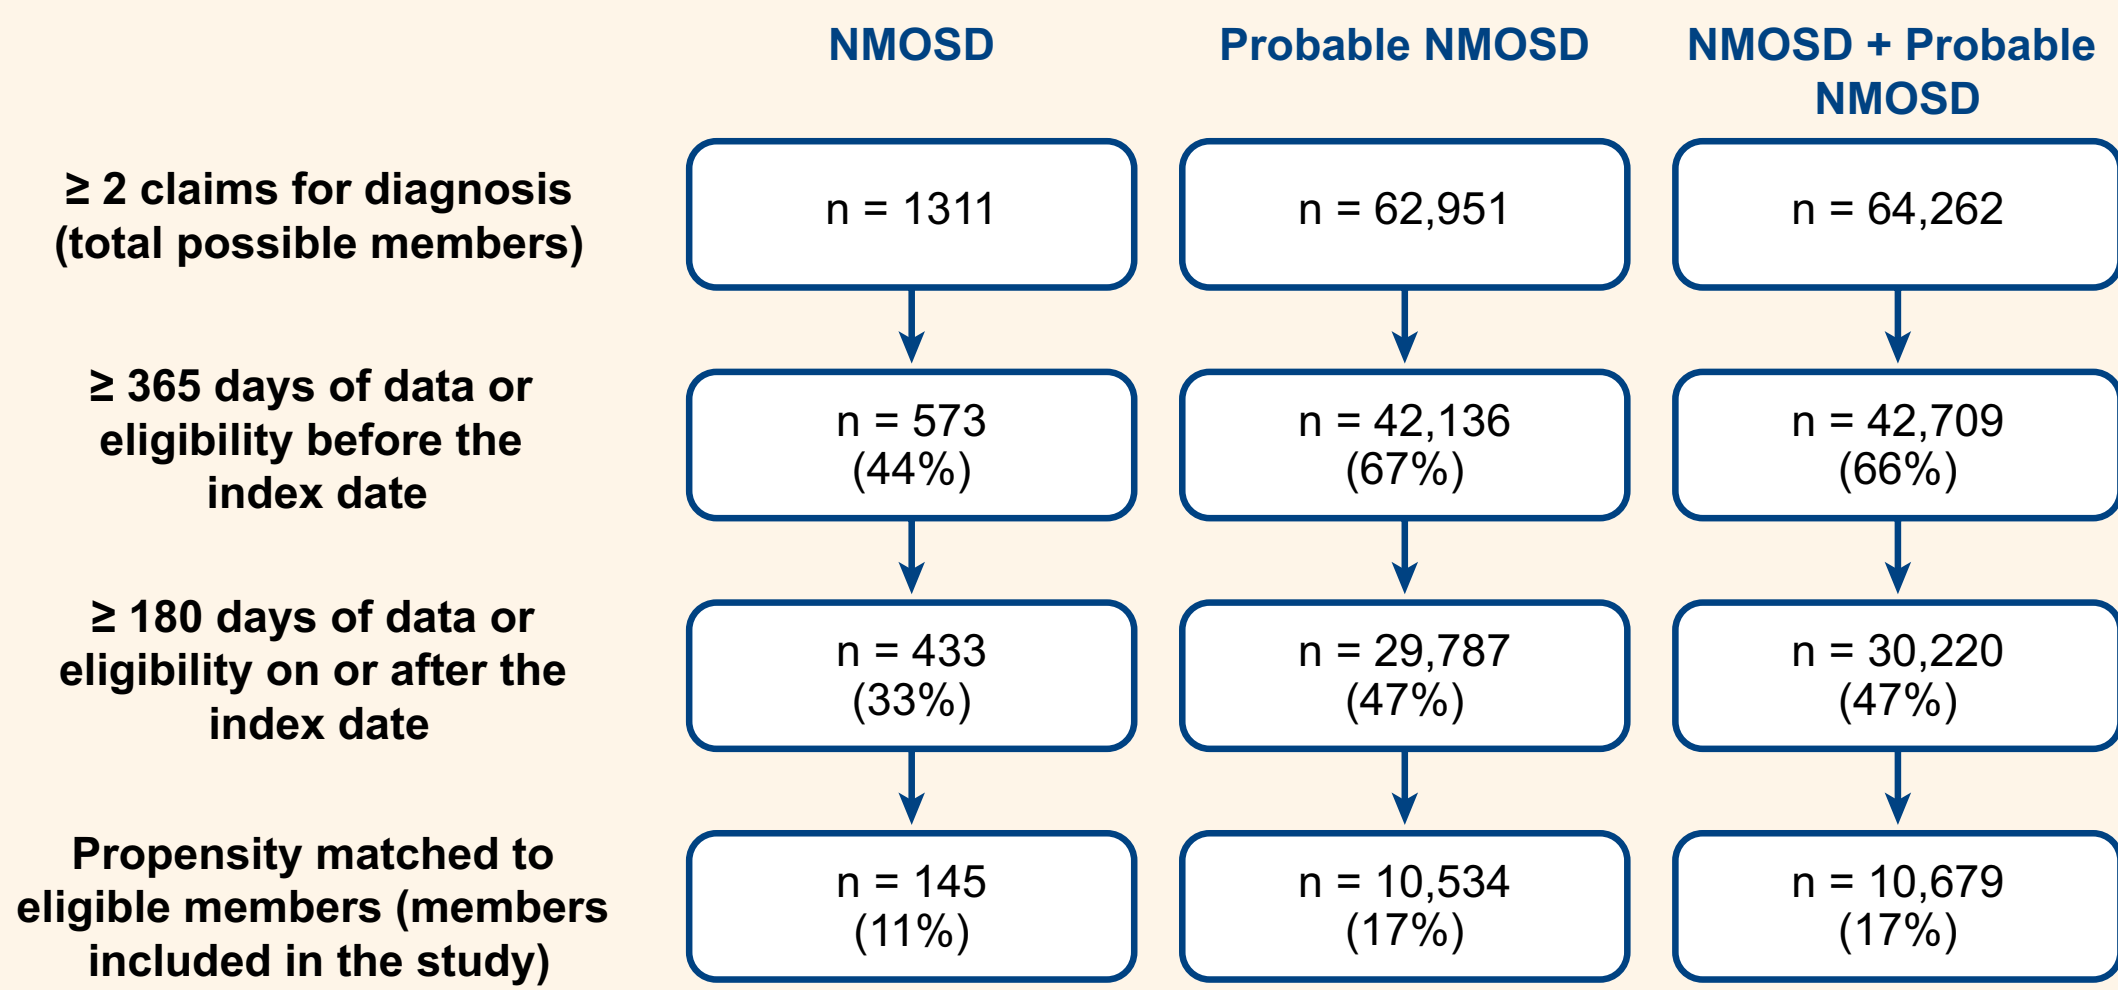 NMOSD
Probable NMOSD
NMOSD + Probable
NMOSD
≥ 2 claims for diagnosis
(total possible members)
n = 1311
n = 62,951
n = 64,262
≥ 365 days of data or
eligibility before the
index date
n = 573
(44%)
n = 42,136
(67%)
n = 42,709
(66%)
≥ 180 days of data or
eligibility on or after the
index date
n = 433
(33%)
n = 29,787
(47%)
n = 30,220
(47%)
Propensity matched to
eligible members (members
included in the study)
n = 145
(11%)
n = 10,534
(17%)
n = 10,679
(17%)